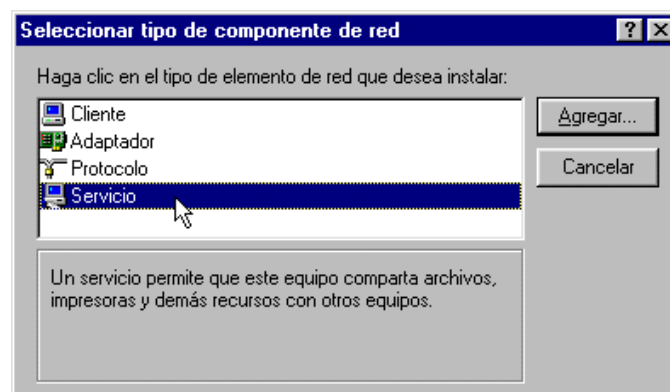 Seleccionar tipo de componente de red
Haga clic en el tipo de elemento de red que desea instalar:
Cliente
Adaptador
Protocolo
Servicio
Agregar...
Cancelar
Un servicio permite que este equipo comparta archivos,
impresoras y demás recursos con otros equipos.